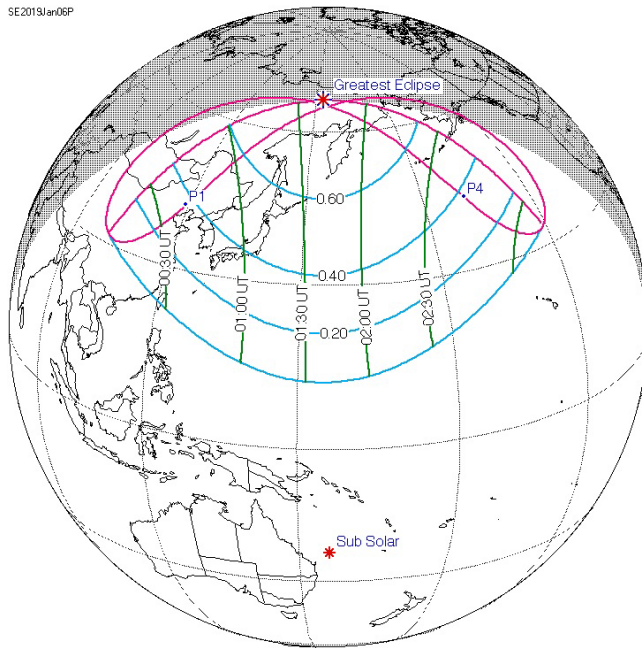 SE2019Jan06P
Greatest Eclipse
P1
0.60
P4
0.40
00:30 UT
01:00 UT
01:30 UT
02:00 UT
02:30 UT
0.20
Sub Solar